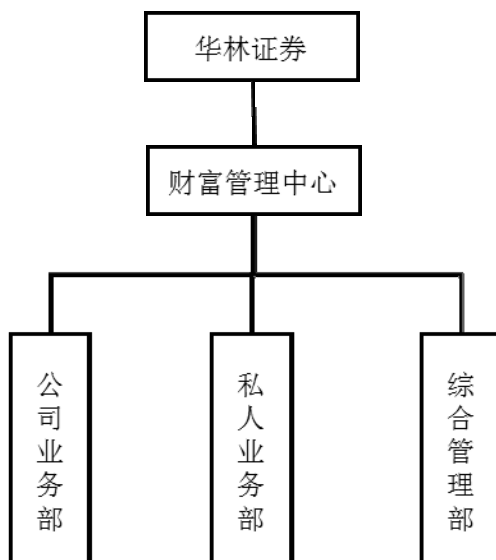 华林证券
财富管理中心
公司业务部
私人业务部
综合管理部